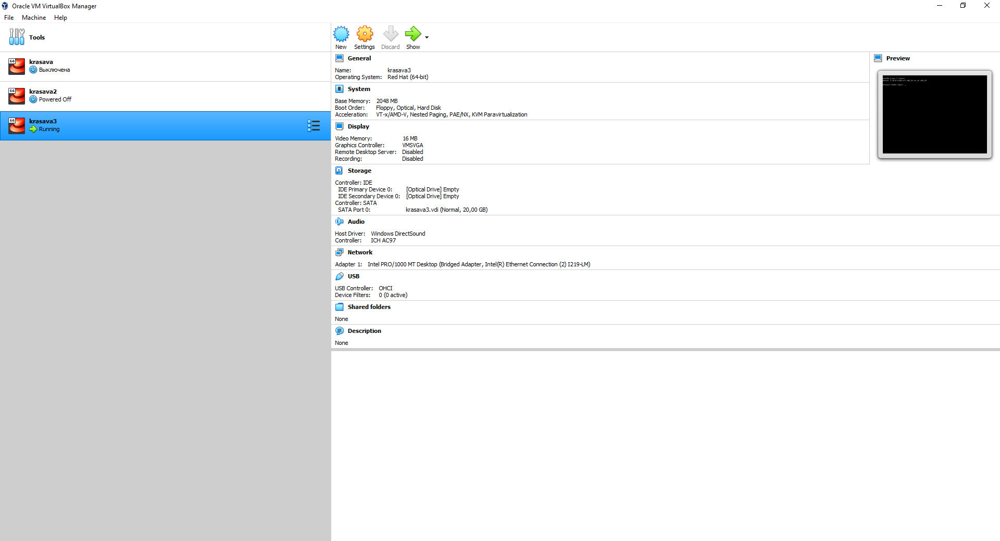 Oracle VM VirtualBox Manager
File Machine Help
Tools
New Settings Discard Show
64 krasava
Выключена
64 krasava2
Powered Off
64 krasava3
Running
General
Name: krasava3
Operating System: Red Hat (64-bit)
System
Base Memory: 2048 MB
Boot Order: Floppy, Optical, Hard Disk
Acceleration: VT-x/AMD-V, Nested Paging, PAE/NX, KVM Paravirtualization
Display
Video Memory: 16 MB
Graphics Controller: VMSVGA
Remote Desktop Server: Disabled
Recording: Disabled
Storage
Controller: IDE
IDE Primary Device 0: [Optical Drive] Empty
IDE Secondary Device 0: [Optical Drive] Empty
Controller: SATA
SATA Port 0: krasava3.vdi (Normal, 20,00 GB)
Audio
Host Driver: Windows DirectSound
Controller: ICH AC97
Network
Adapter 1: Intel PRO/1000 MT Desktop (Bridged Adapter, Intel(R) Ethernet Connection (2) I219-LM)
USB
USB Controller: OHCI
Device Filters: 0 (0 active)
Shared folders
None
Description
None
Preview
CentOS Linux 7 (Core)